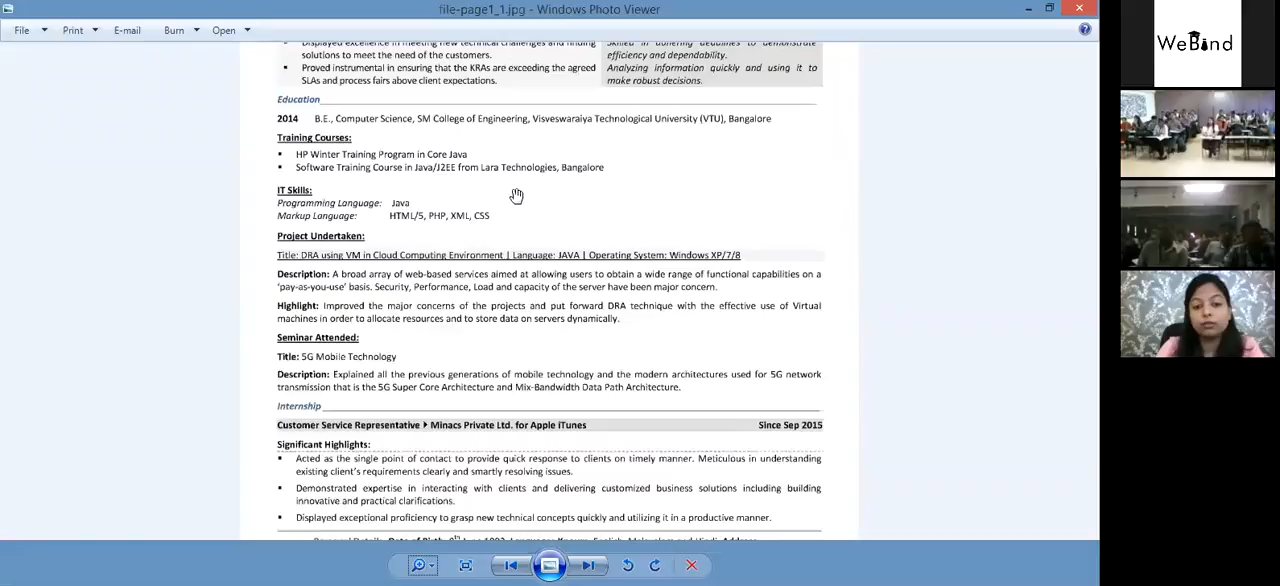 file-page1_1.jpg - Windows Photo Viewer
File Print E-mail Burn Open
Displayed excellence in meeting new technical challenges and finding
solutions to meet the need of the customers.
Proved instrumental in ensuring that the KRAs are exceeding the agreed
SLAs and process fairs above client expectations.
Skilled in adhering deadlines to demonstrate
efficiency and dependability.
Analyzing information quickly and using it to
make robust decisions.
Education
2014 B.E., Computer Science, SM College of Engineering, Visveswaraiya Technological University (VTU), Bangalore
Training Courses:
HP Winter Training Program in Core Java
Software Training Course in Java/J2EE from Lara Technologies, Bangalore
IT Skills:
Programming Language: Java
Markup Language: HTML/5, PHP, XML, CSS
Project Undertaken:
Title: DRA using VM in Cloud Computing Environment | Language: JAVA | Operating System: Windows XP/7/8
Description: A broad array of web-based services aimed at allowing users to obtain a wide range of functional capabilities on a
'pay-as-you-use' basis. Security, Performance, Load and capacity of the server have been major concern.
Highlight: Improved the major concerns of the projects and put forward DRA technique with the effective use of Virtual
machines in order to allocate resources and to store data on servers dynamically.
Seminar Attended:
Title: 5G Mobile Technology
Description: Explained all the previous generations of mobile technology and the modern architectures used for 5G network
transmission that is the 5G Super Core Architecture and Mix-Bandwidth Data Path Architecture.
Internship
Customer Service Representative Minacs Private Ltd. for Apple iTunes Since Sep 2015
Significant Highlights:
Acted as the single point of contact to provide quick response to clients on timely manner. Meticulous in understanding
existing client's requirements clearly and smartly resolving issues.
Demonstrated expertise in interacting with clients and delivering customized business solutions including building
innovative and practical clarifications.
Displayed exceptional proficiency to grasp new technical concepts quickly and utilizing it in a productive manner.
WeBind